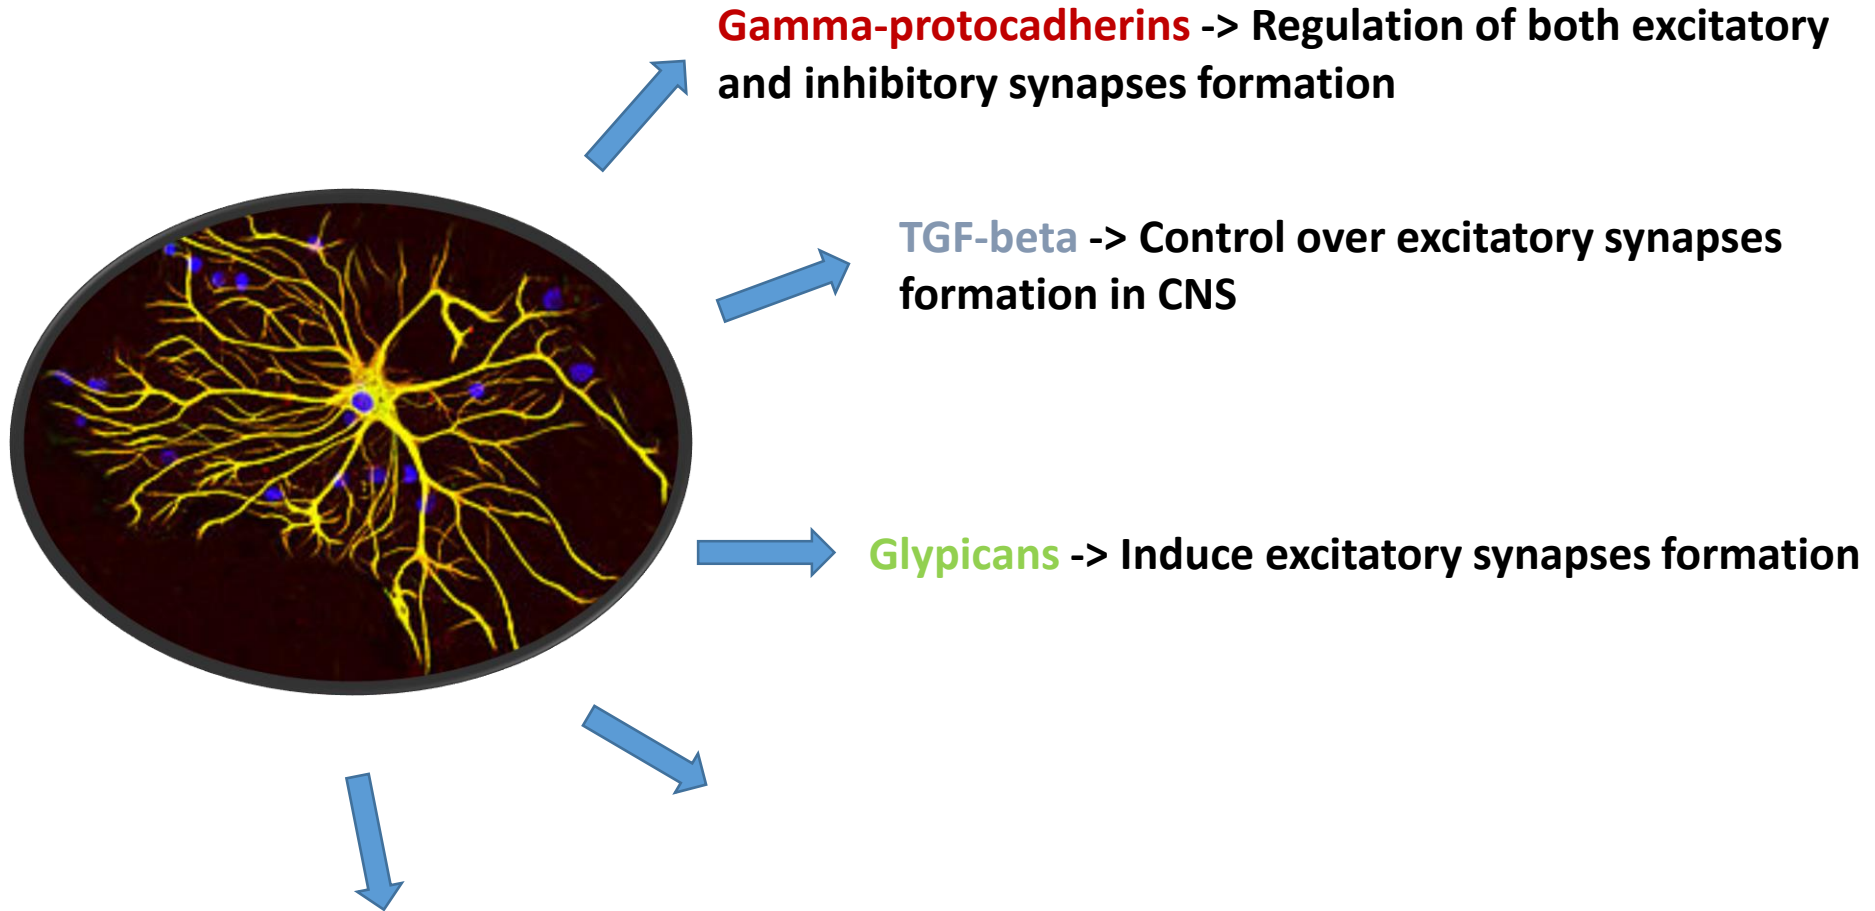 Gamma-protocadherins -> Regulation of both excitatory
and inhibitory synapses formation
TGF-beta -> Control over excitatory synapses
formation in CNS
Glypicans -> Induce excitatory synapses formation